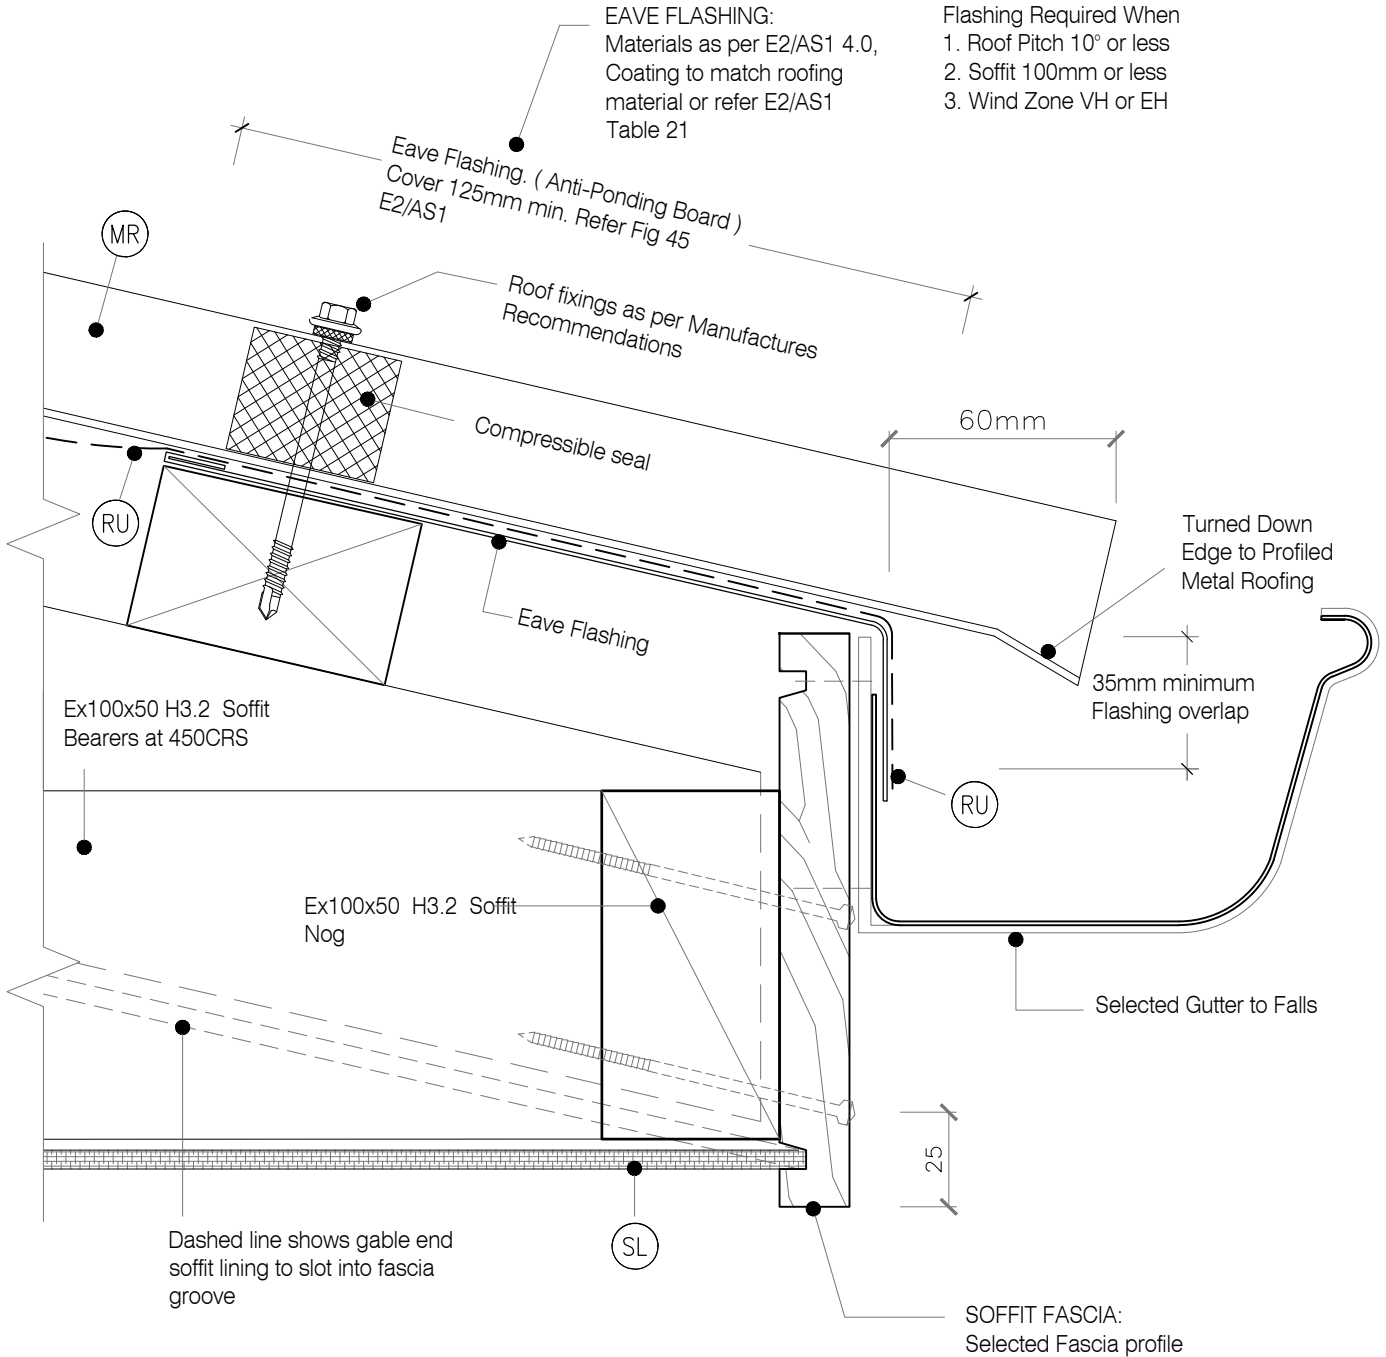 EAVE FLASHING:
Materials as per E2/AS1 4.0,
Coating to match roofing
material or refer E2/AS1
Table 21
Flashing Required When
1. Roof Pitch 10° or less
2. Soffit 100mm or less
3. Wind Zone VH or EH
Eave Flashing. ( Anti-Ponding Board )
Cover 125mm min. Refer Fig 45
E2/AS1
MR
Roof fixings as per Manufactures
Recommendations
60mm
Compressible seal
RU
Turned Down
Edge to Profiled
Metal Roofing
Eave Flashing
35mm minimum
Flashing overlap
Ex100x50 H3.2 Soffit
Bearers at 450CRS
RU
Ex100x50 H3.2 Soffit
Nog
Selected Gutter to Falls
25
Dashed line shows gable end
soffit lining to slot into fascia
groove
SL
SOFFIT FASCIA:
Selected Fascia profile